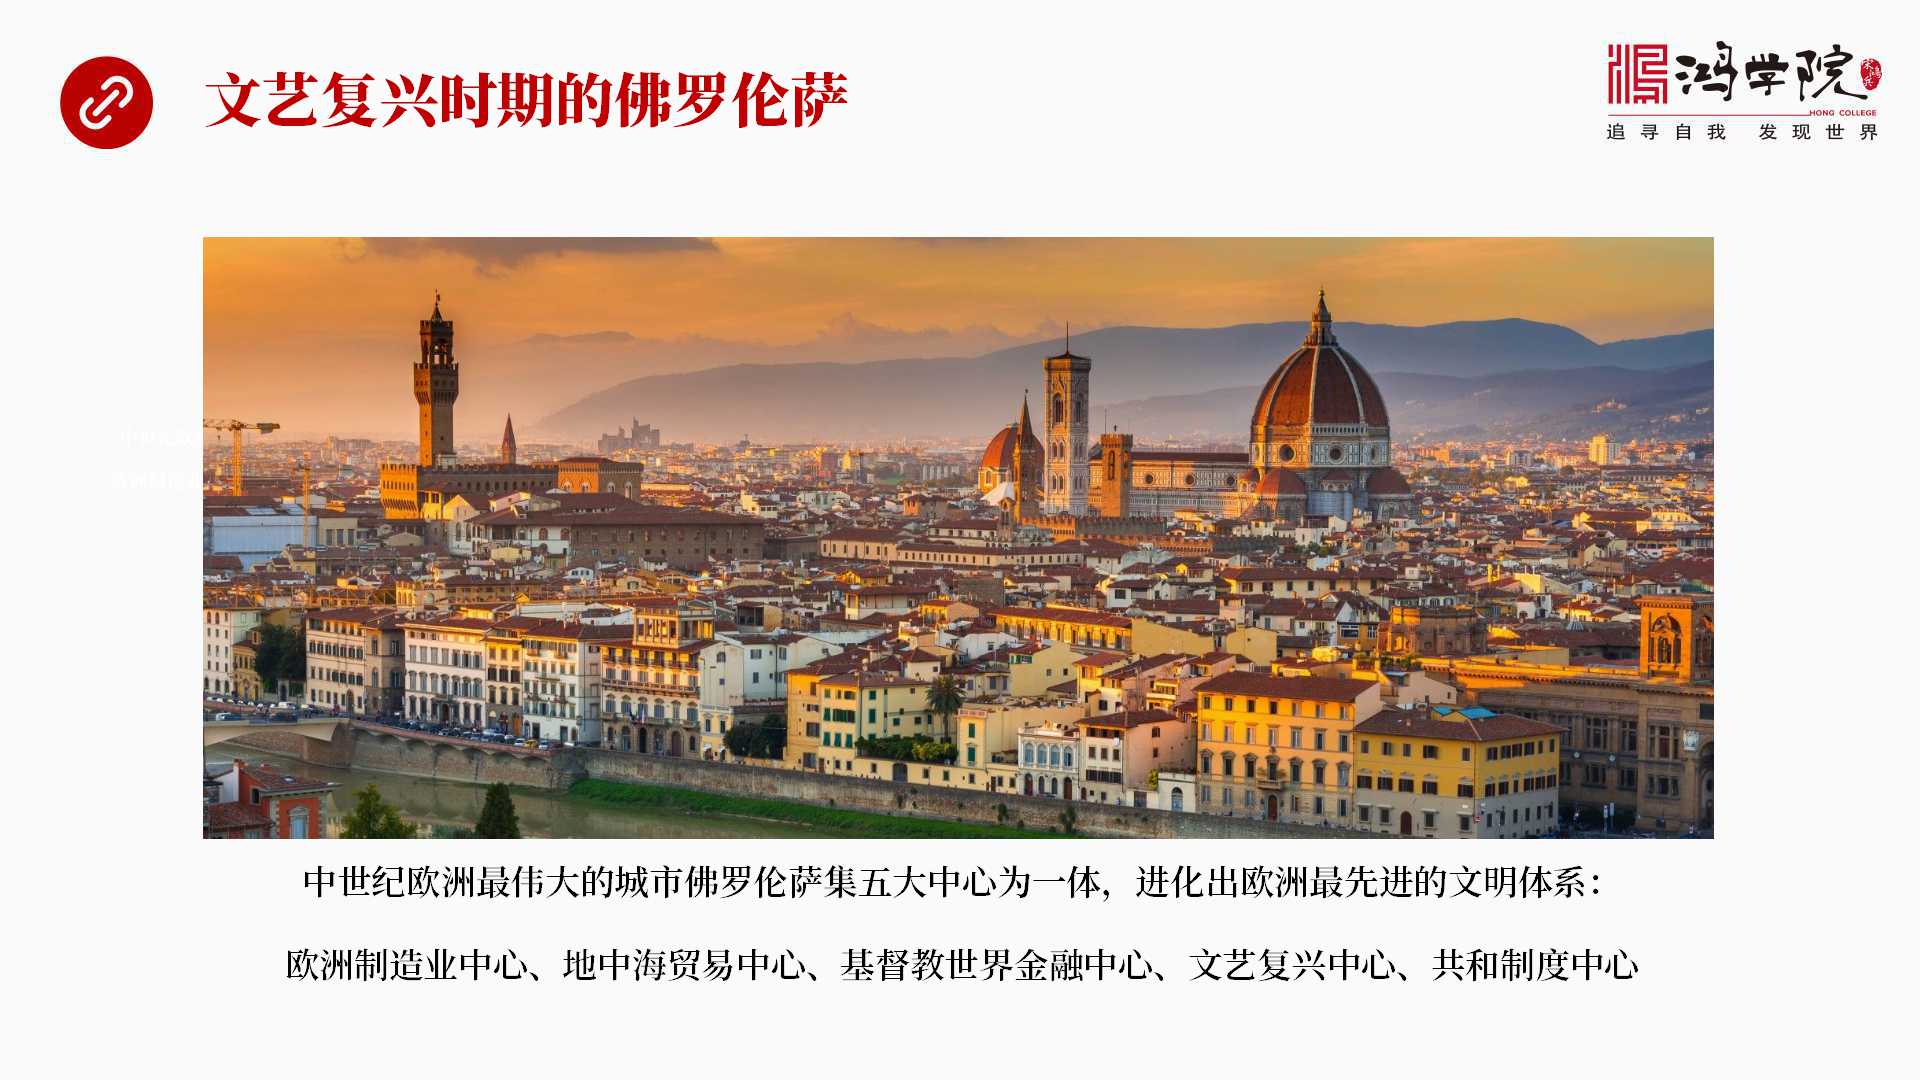 文艺复兴时期的佛罗伦萨
鸿学院
HONG COLLEGE
追寻自我 发现世界
中世纪欧洲最伟大的城市佛罗伦萨集五大中心为一体，进化出欧洲最先进的文明体系：
欧洲制造业中心、地中海贸易中心、基督教世界金融中心、文艺复兴中心、共和制度中心